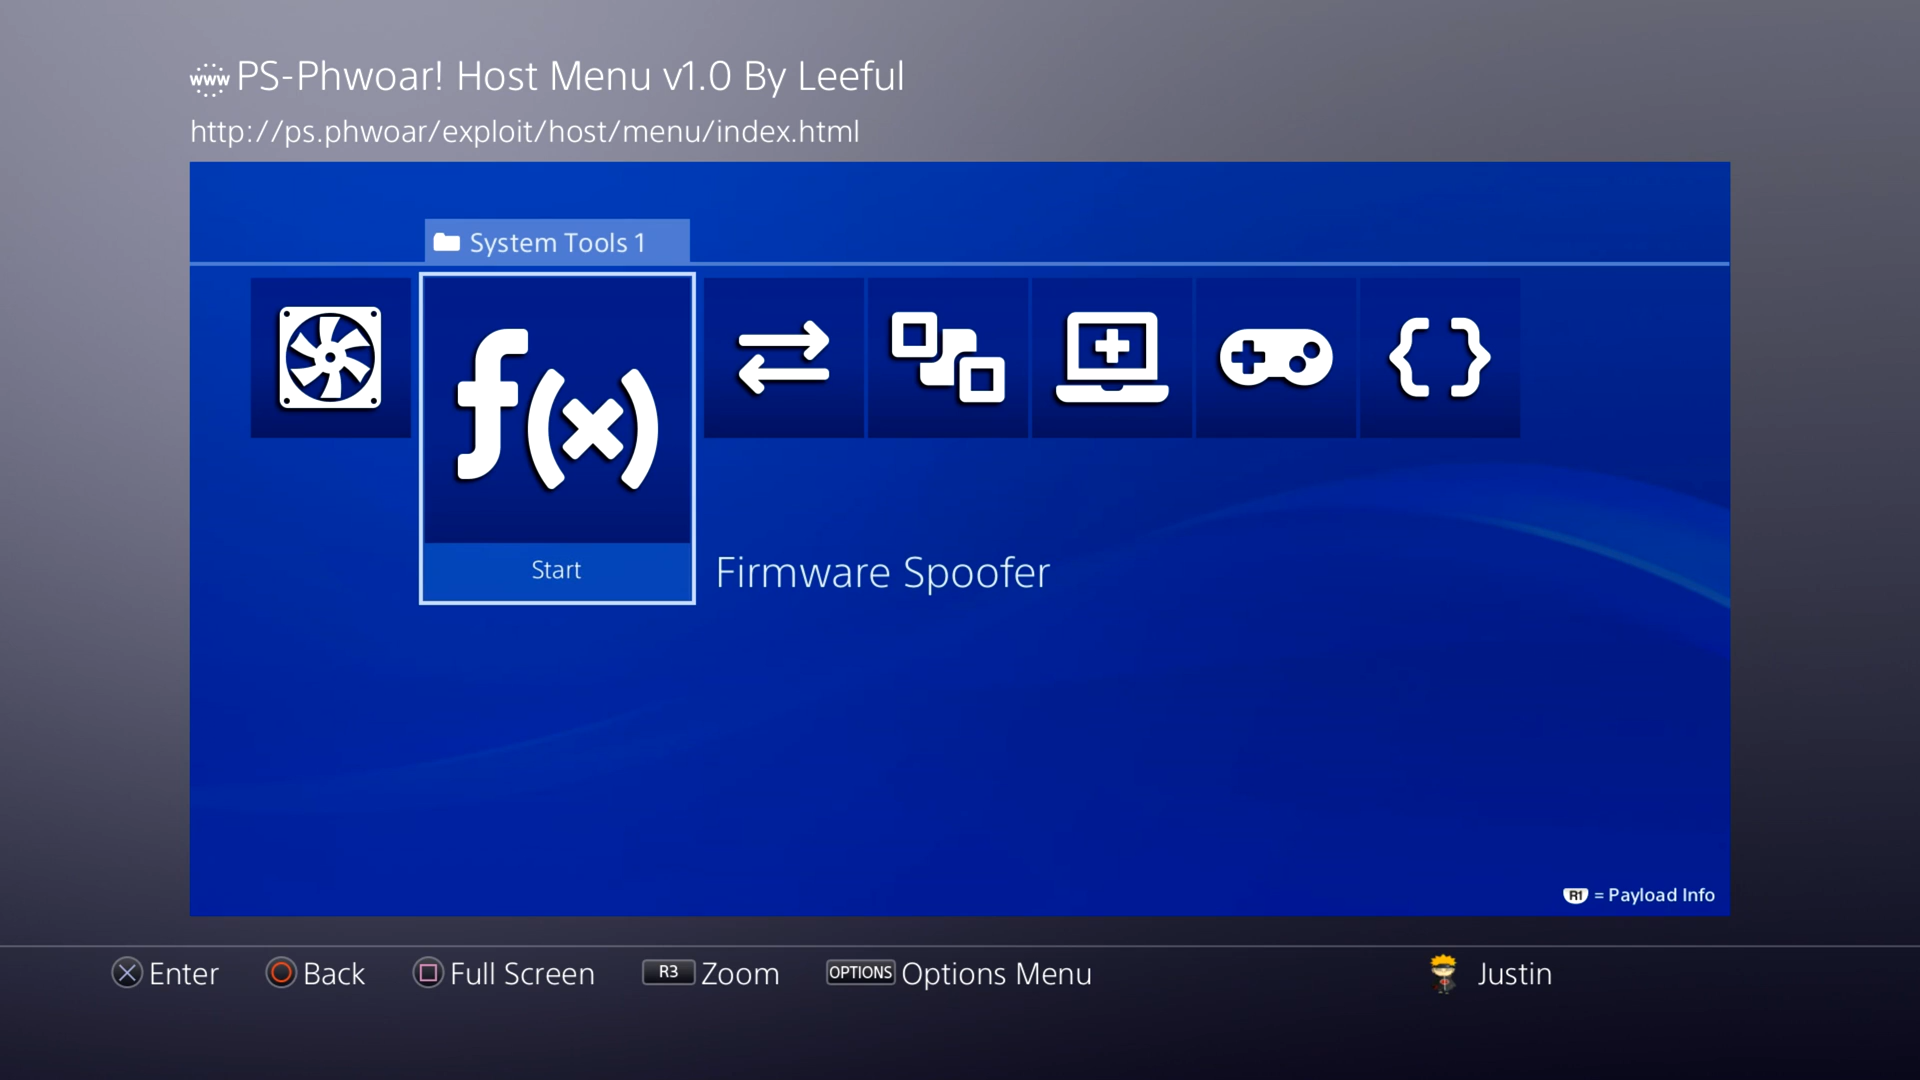 www PS-Phwoar! Host Menu v1.0 By Leeful
http://ps.phwoar/exploit/host/menu/index.html
System Tools 1
f(x)
Start
Firmware Spoofer
R1 = Payload Info
Enter Back Full Screen R3 Zoom OPTIONS Options Menu Justin